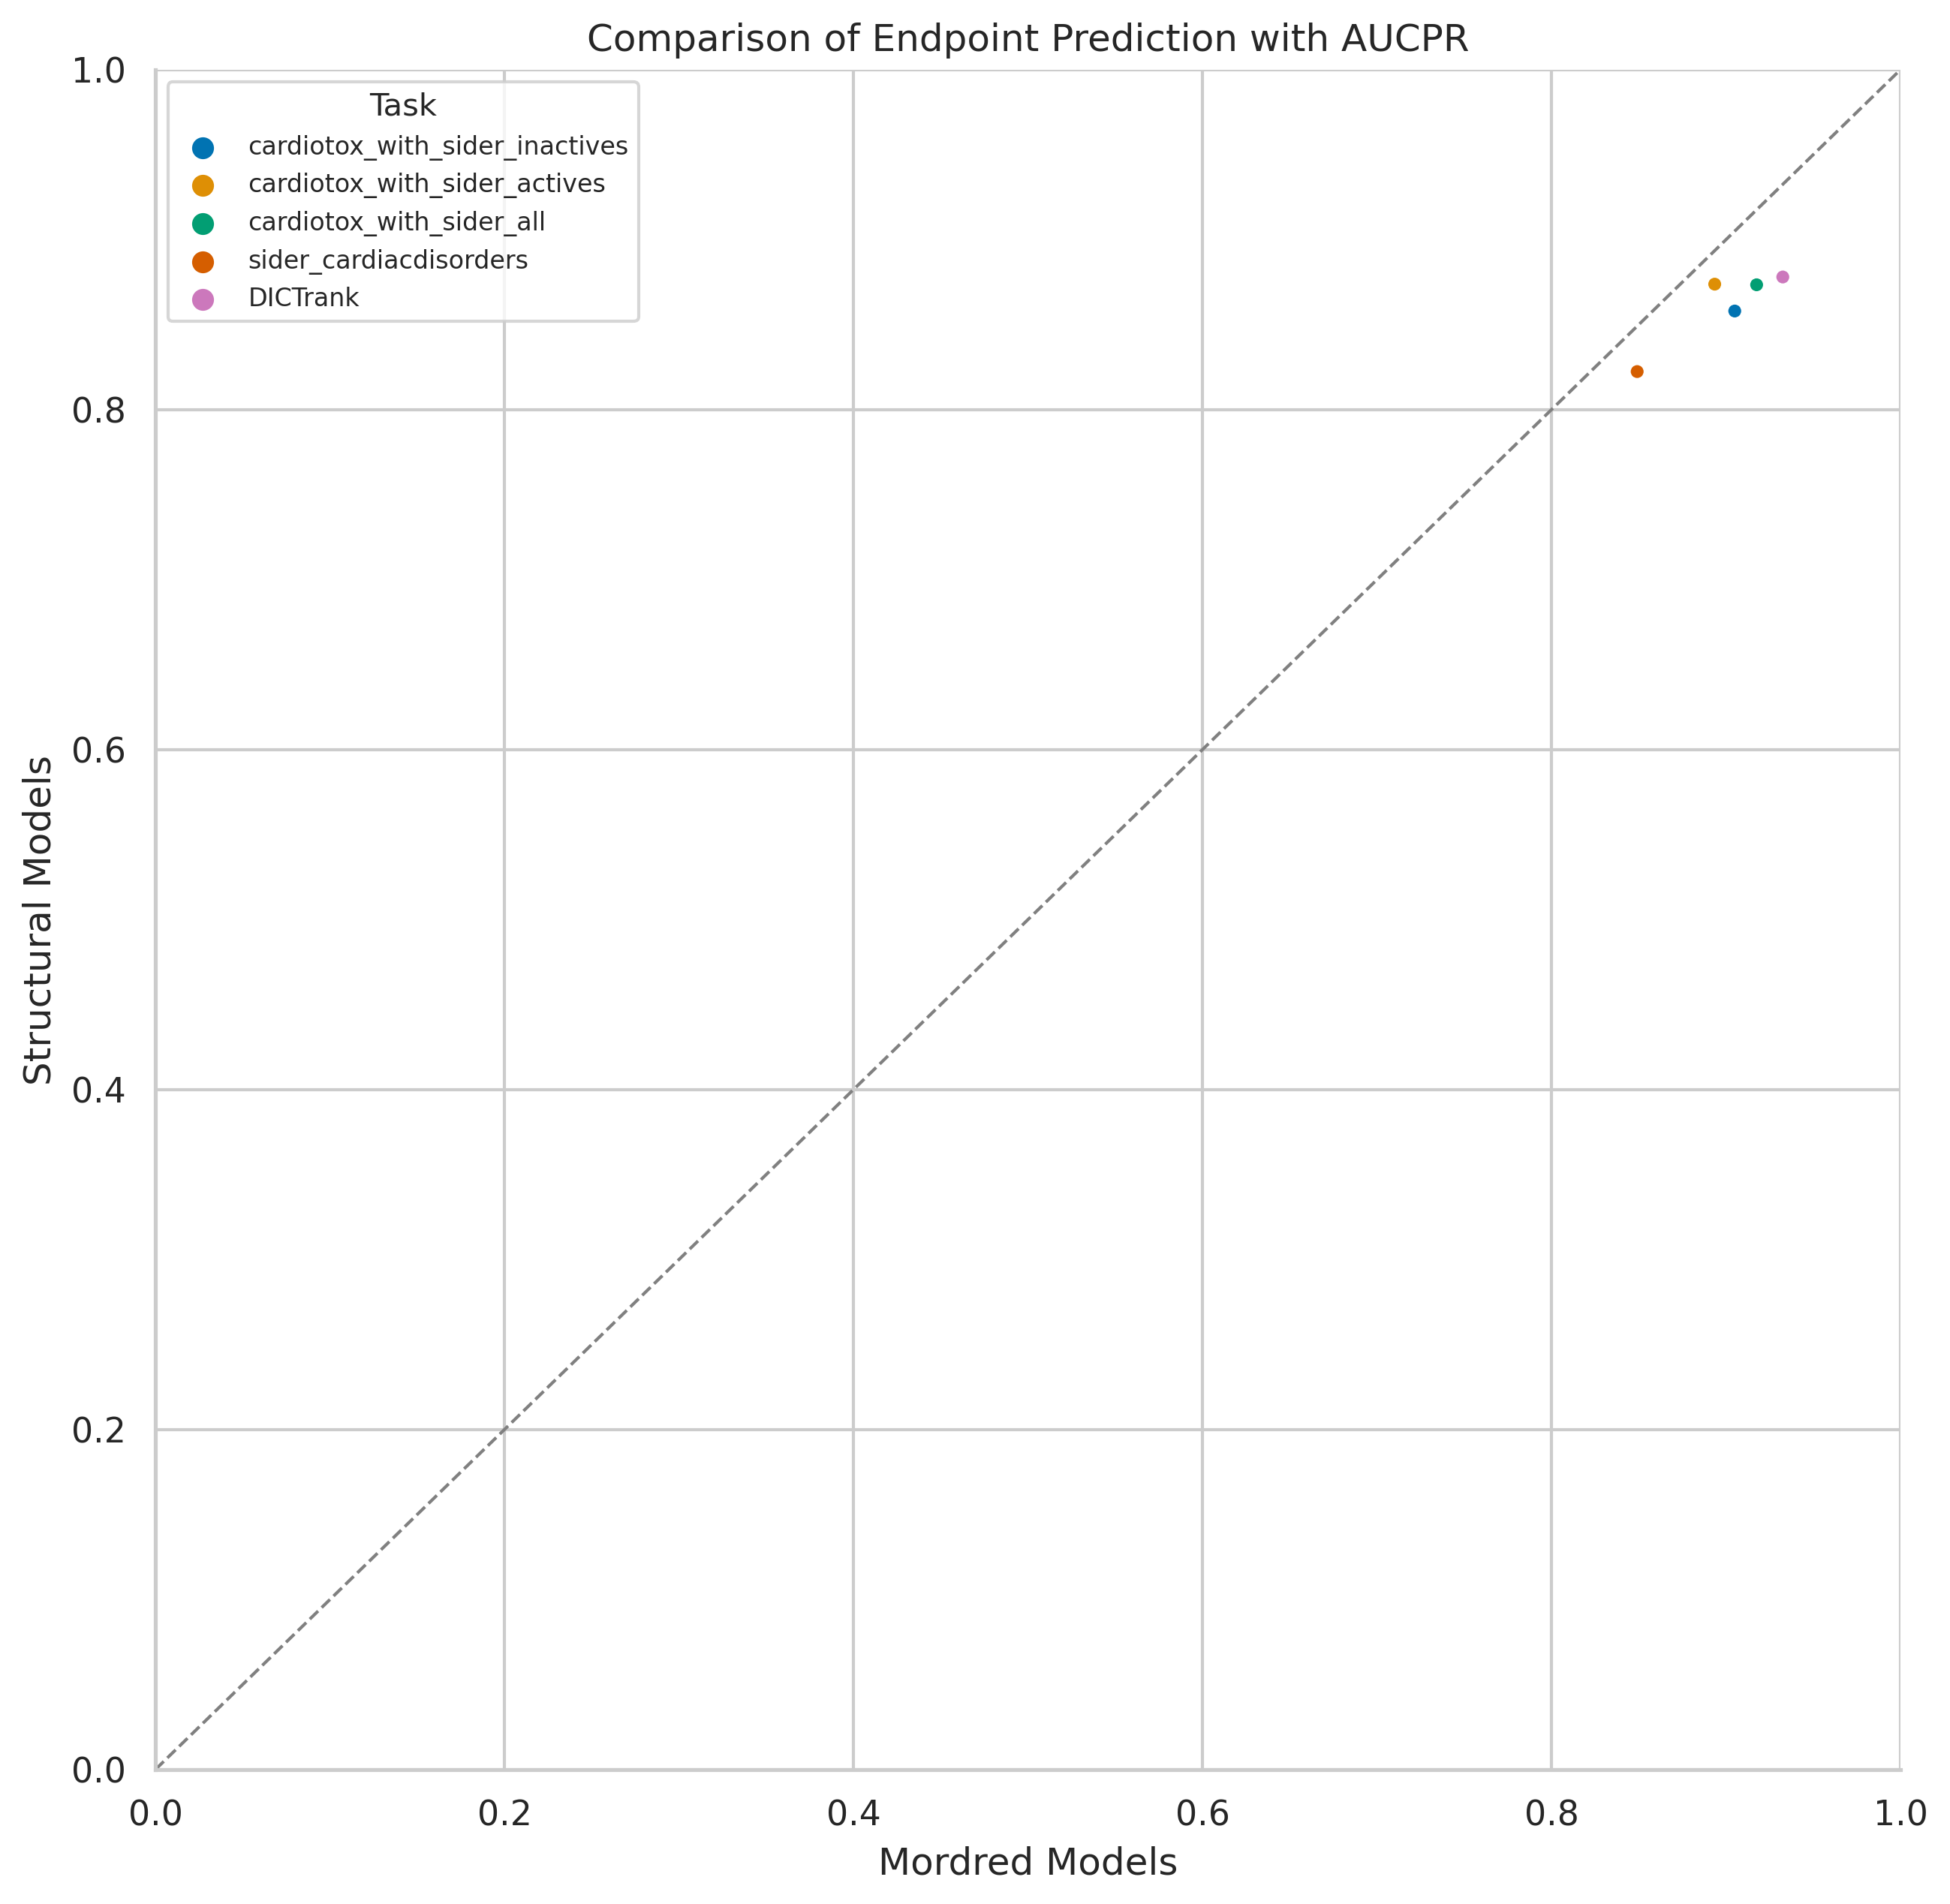 Comparison of Endpoint Prediction with AUCPR
Task
cardiotox_with_sider_inactives
cardiotox_with_sider_actives
cardiotox_with_sider_all
sider_cardiacdisorders
DICTrank
Structural Models
1.0
0.8
0.6
0.4
0.2
0.0
0.0 0.2 0.4 0.6 0.8 1.0
Mordred Models